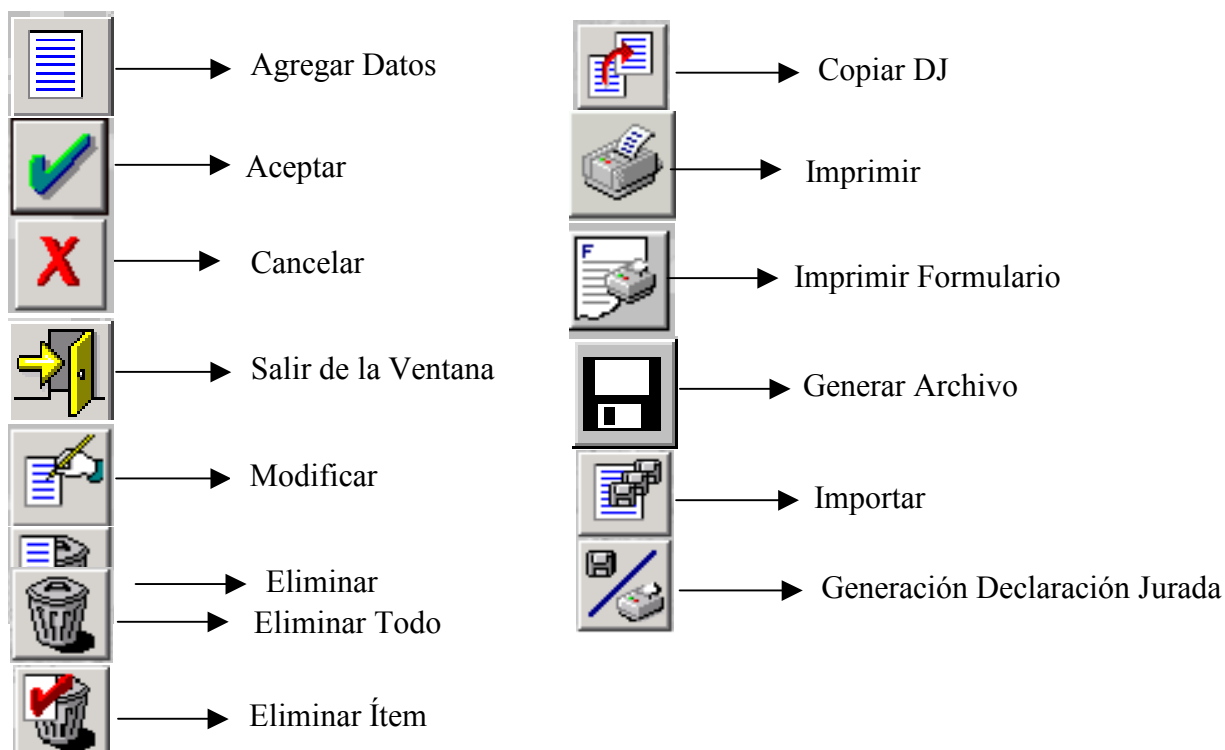 Agregar Datos
Aceptar
Cancelar
Salir de la Ventana
Modificar
Eliminar
Eliminar Todo
Eliminar Ítem
Copiar DJ
Imprimir
F
Imprimir Formulario
Generar Archivo
Importar
Generación Declaración Jurada